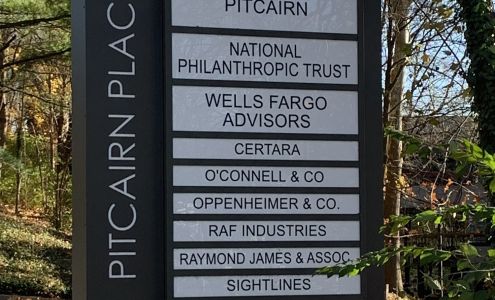 PITCAIRN PLAC
PITCAIRN
NATIONAL
PHILANTHROPIC TRUST
WELLS FARGO
ADVISORS
CERTARA
O'CONNELL & CO
OPPENHEIMER & CO.
RAF INDUSTRIES
RAYMOND JAMES & ASSOC.
SIGHTLINES